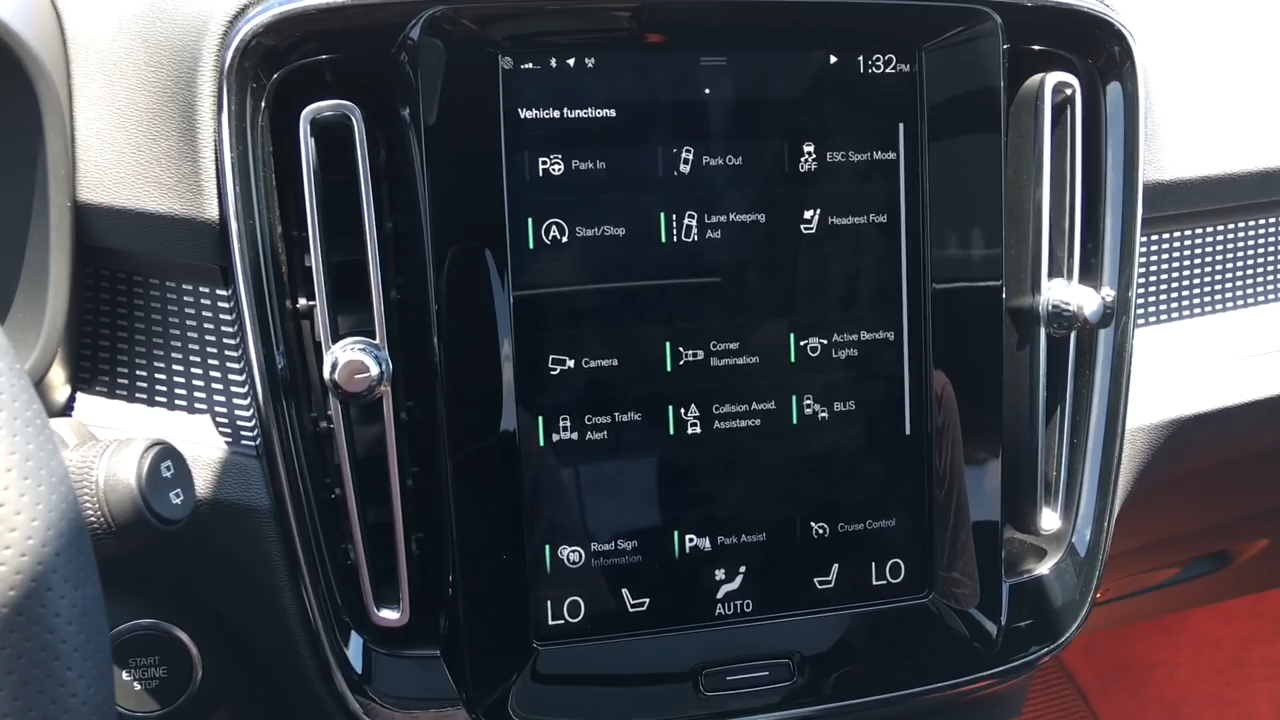 1:32PM
Vehicle functions
Park In
Park Out
OFF
ESC Sport Mode
A
Start/Stop
Lane Keeping
Aid
Headrest Fold
Camera
Corner
Illumination
Active Bending
Lights
Cross Traffic
Alert
Collision Avoid.
Assistance
BLIS
90
Road Sign
Information
P
Park Assist
Cruise Control
LO
AUTO
LO
START
ENGINE
STOP